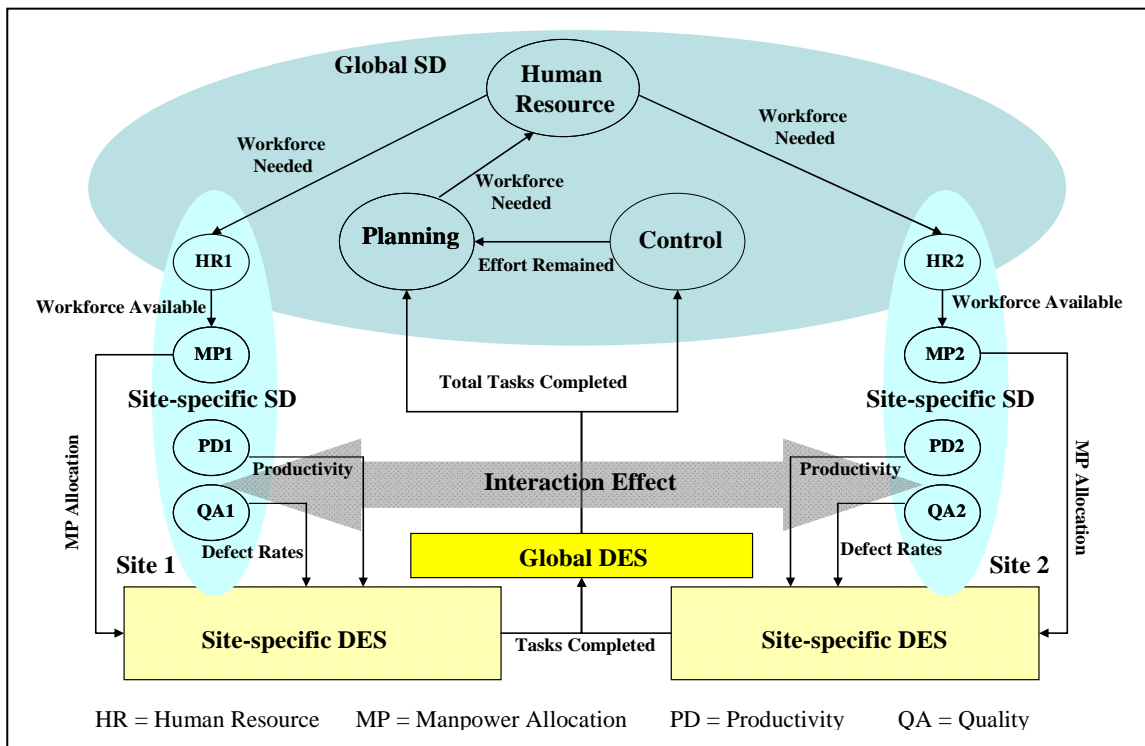 Global SD
Human
Resource
Workforce
Needed
Workforce
Needed
Workforce
Needed
Planning
Control
Effort Remained
HR1
HR2
Workforce Available
Workforce Available
MP1
MP2
Total Tasks Completed
Site-specific SD
Site-specific SD
PD1
PD2
MP Allocation
MP Allocation
Productivity
Productivity
Interaction Effect
QA1
QA2
Defect Rates
Defect Rates
Site 1
Site 2
Global DES
Site-specific DES
Site-specific DES
Tasks Completed
HR = Human Resource MP = Manpower Allocation PD = Productivity QA = Quality